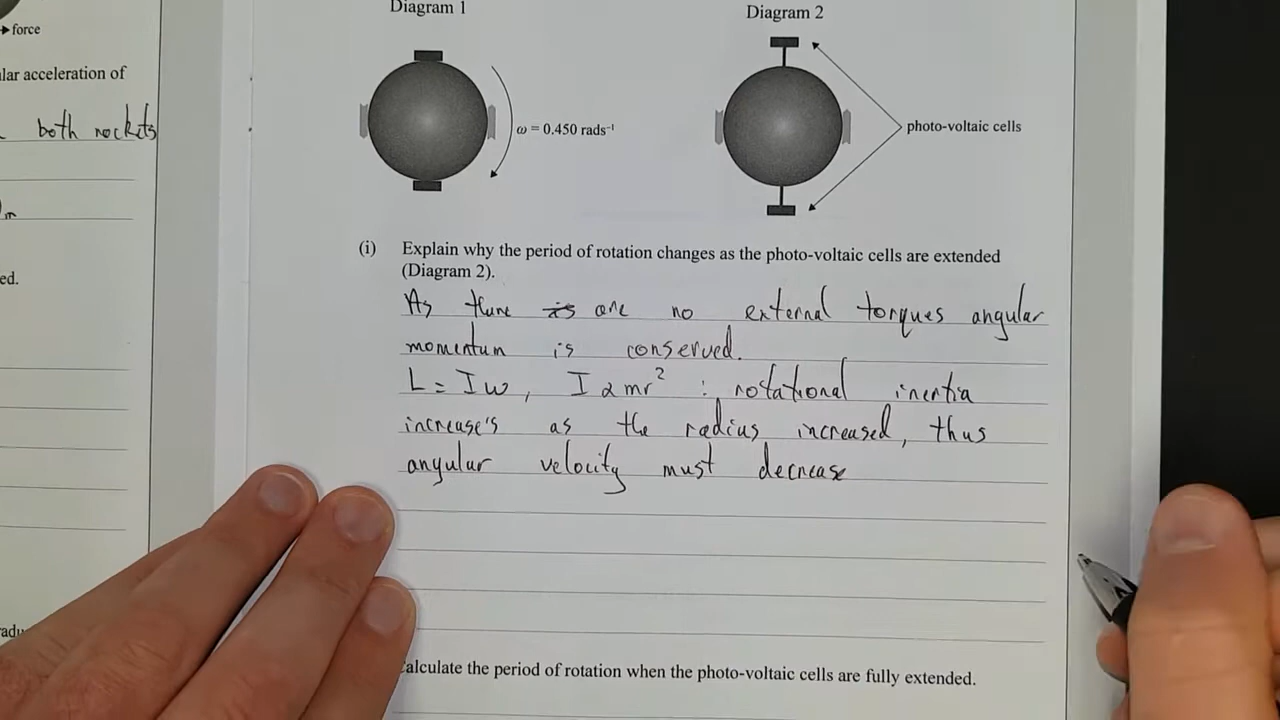 Diagram 1
Diagram 2
force
lar acceleration of
both rockets
ω = 0.450 rads⁻¹
photo-voltaic cells
ed.
(i) Explain why the period of rotation changes as the photo-voltaic cells are extended
(Diagram 2).
As there is are no external torques angular
momentum is conserved.
L = Iω, I α mr² ∴ rotational inertia
increase's as the radius increased, thus
angular velocity must decrease
alculate the period of rotation when the photo-voltaic cells are fully extended.